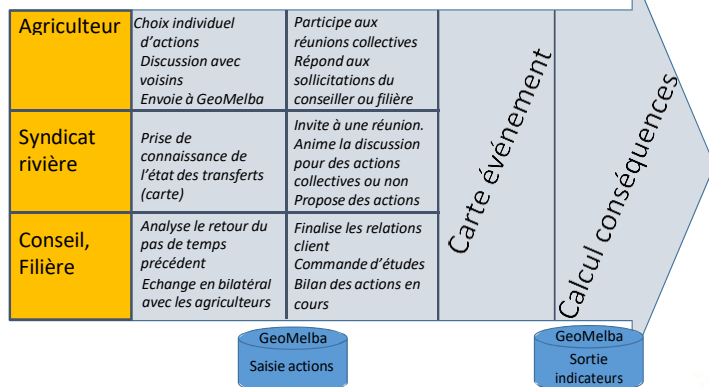 Agriculteur
Choix individuel
d’actions
Discussion avec
voisins
Envoie à GeoMelba
Participe aux
réunions collectives
Répond aux
sollicitations du
conseiller ou filière
Syndicat
rivière
Prise de
connaissance de
l’état des transferts
(carte)
Invite à une réunion.
Anime la discussion
pour des actions
collectives ou non
Propose des actions
Conseil,
Filière
Analyse le retour du
pas de temps
précédent
Echange en bilatéral
avec les agriculteurs
Finalise les relations
client
Commande d’études
Bilan des actions en
cours
Carte événement
Calcul conséquences
GeoMelba
Saisie actions
GeoMelba
Sortie
indicateurs